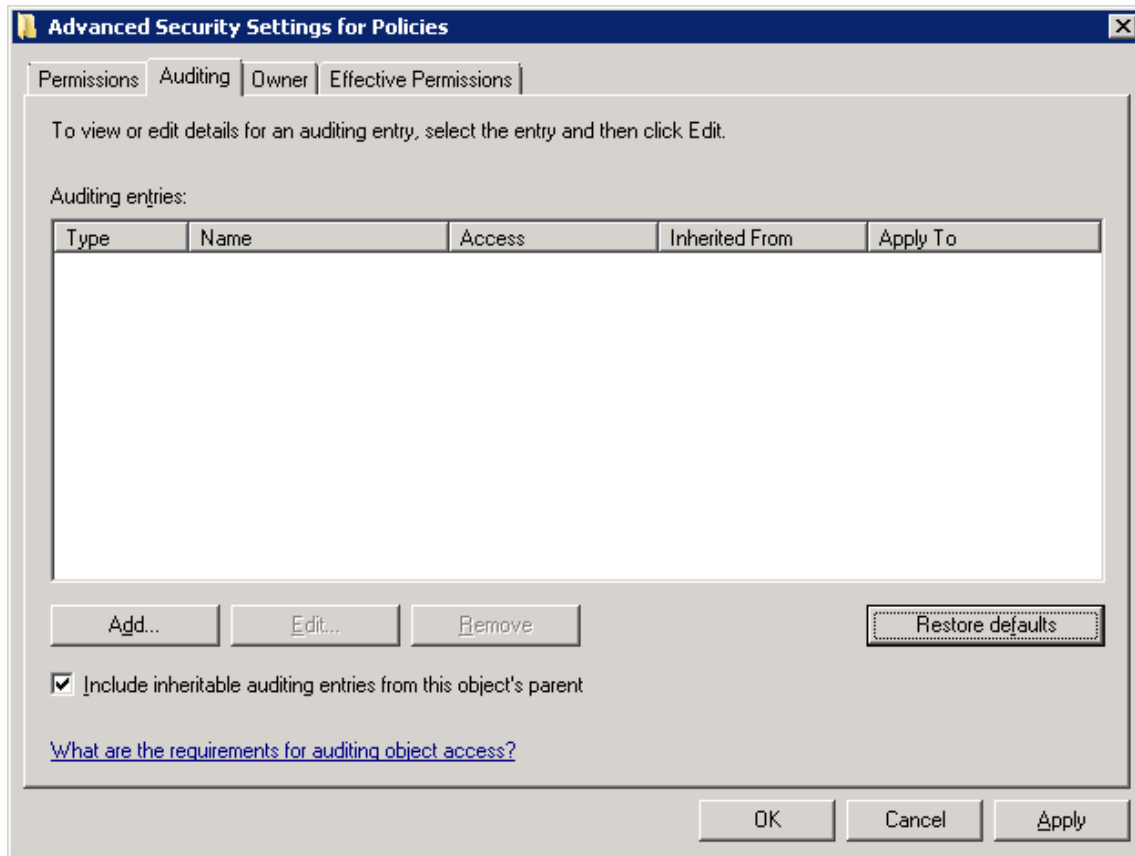 Advanced Security Settings for Policies
Permissions Auditing Owner Effective Permissions
To view or edit details for an auditing entry, select the entry and then click Edit.
Auditing entries:
Type Name Access Inherited From Apply To
Add... Edit... Remove Restore defaults
Include inheritable auditing entries from this object's parent
What are the requirements for auditing object access?
OK Cancel Apply